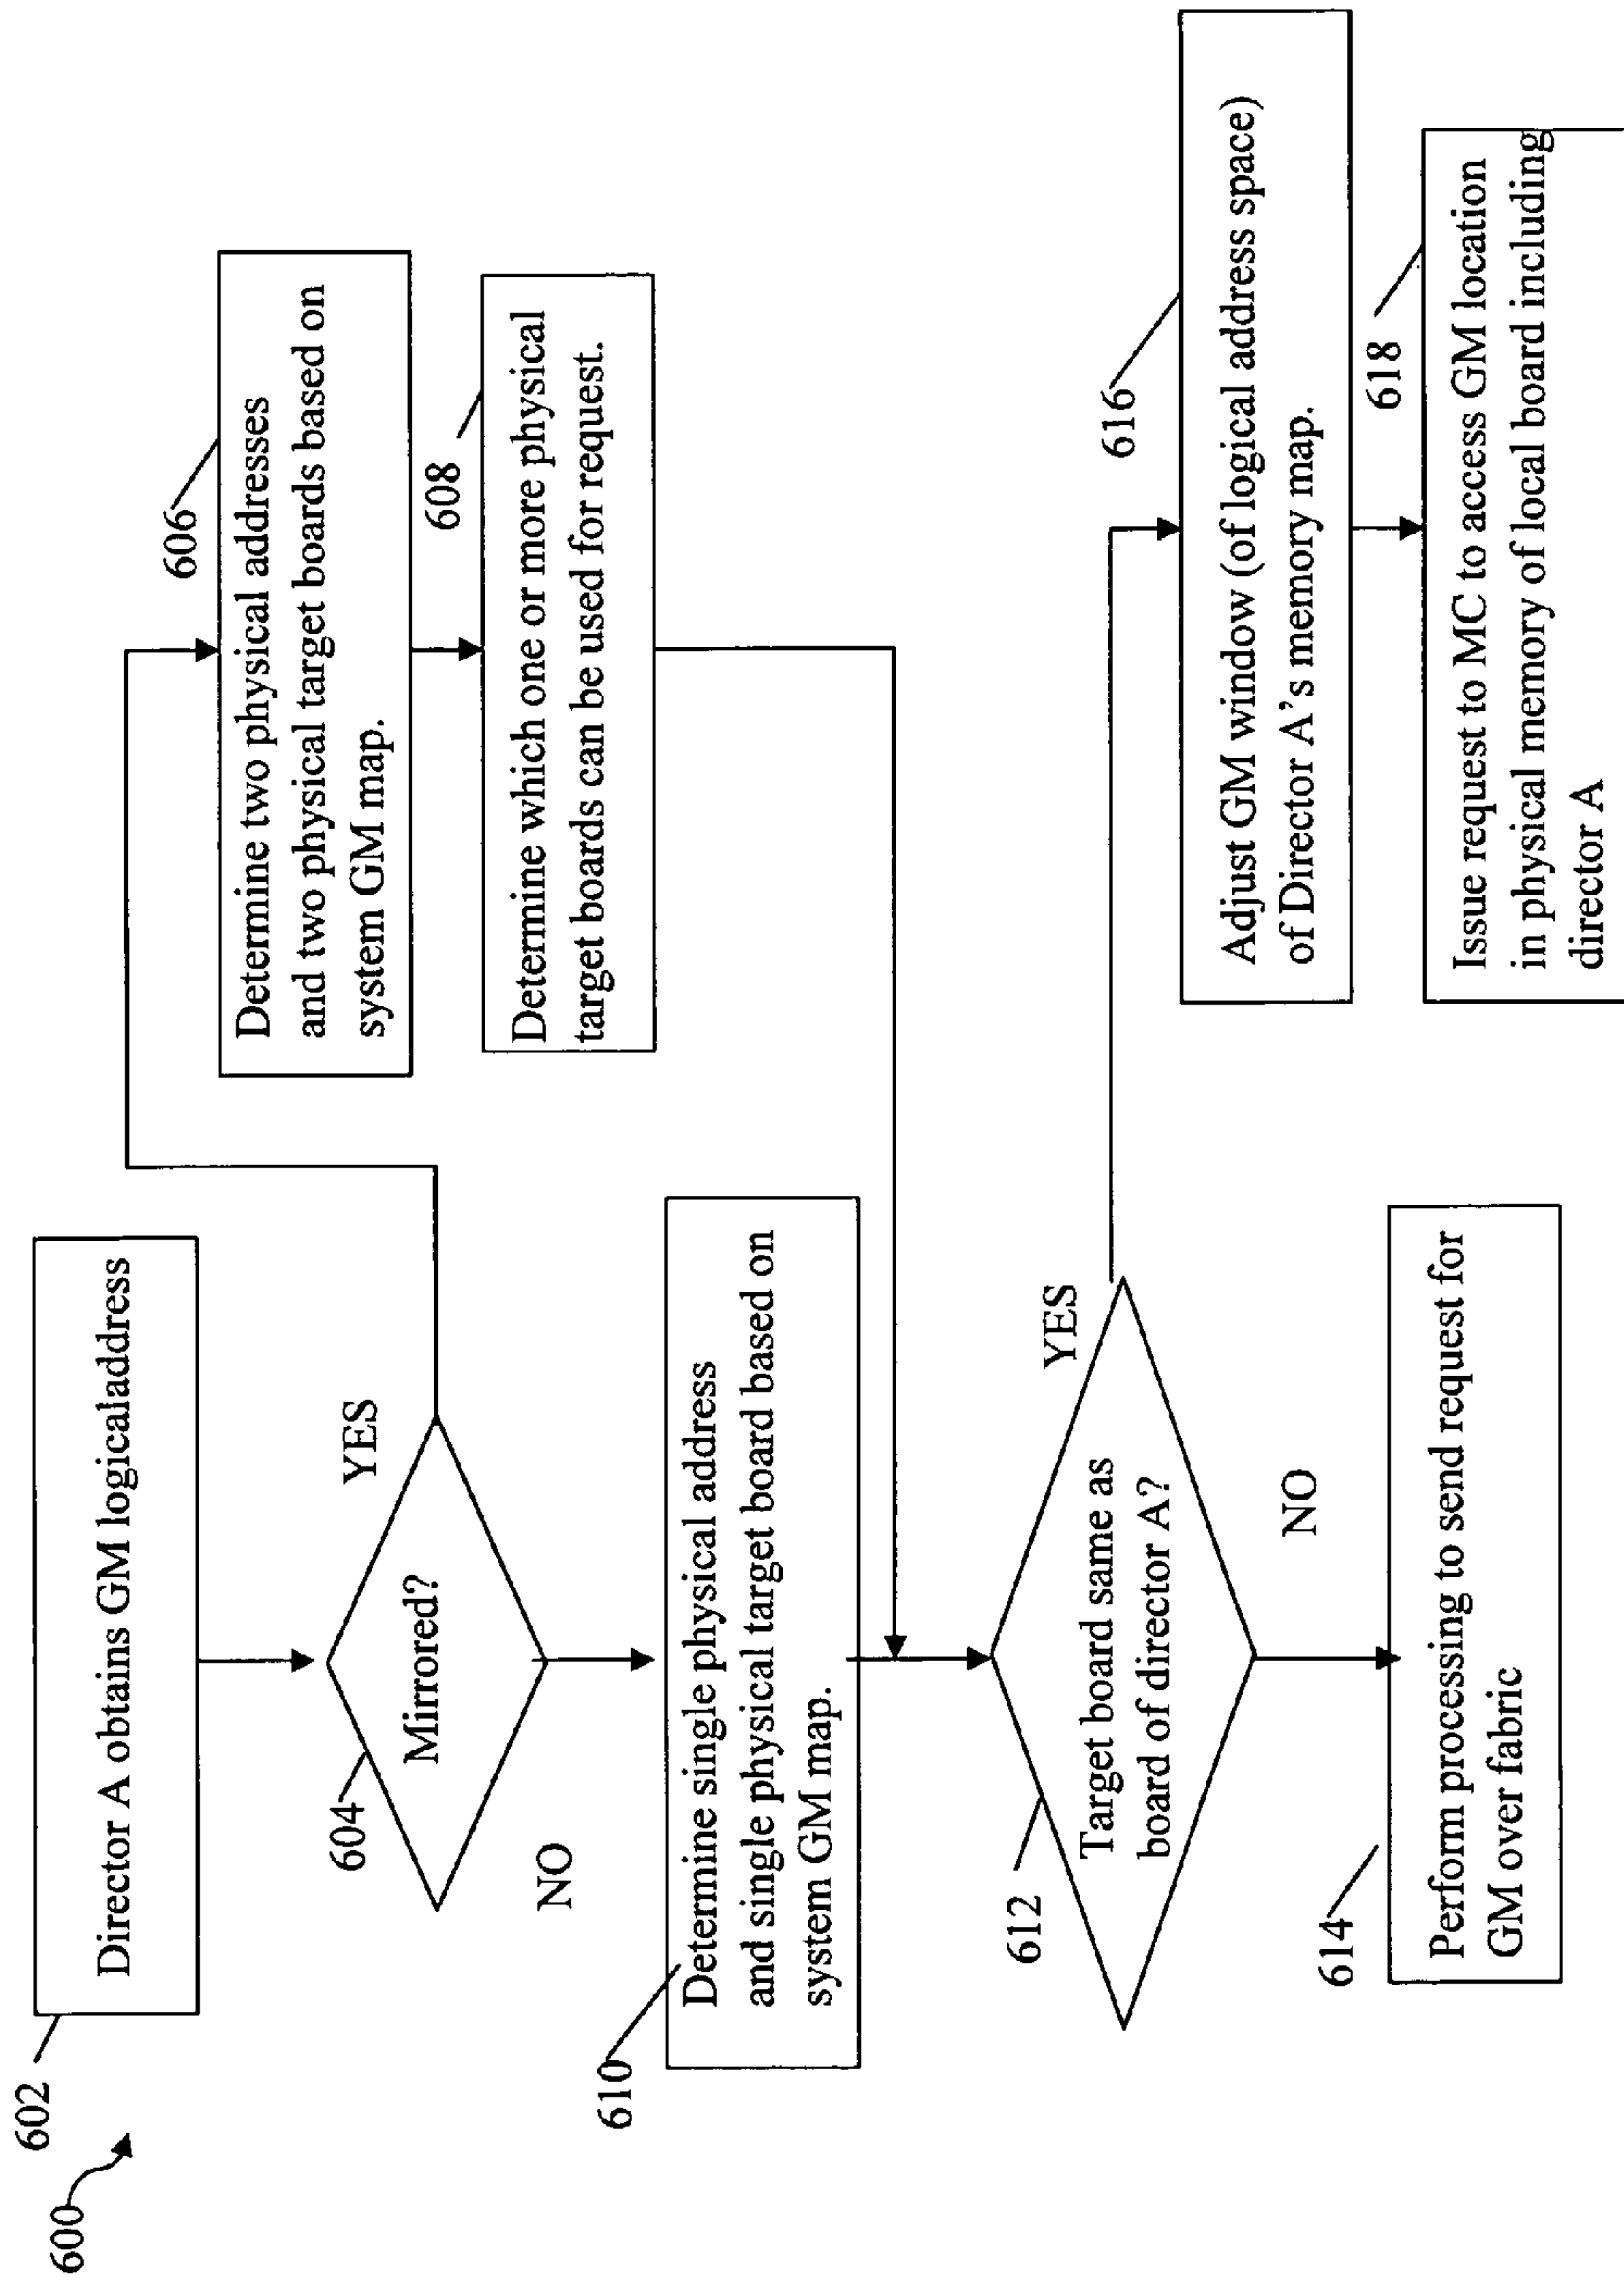 600
602
Director A obtains GM logicaladdress
604
Mirrored?
YES
NO
606
Determine two physical addresses
and two physical target boards based on
system GM map.
608
Determine which one or more physical
target boards can be used for request.
610
Determine single physical address
and single physical target board based on
system GM map.
612
Target board same as
board of director A?
YES
NO
614
Perform processing to send request for
GM over fabric
616
Adjust GM window (of logical address space)
of Director A's memory map.
618
Issue request to MC to access GM location
in physical memory of local board including
director A